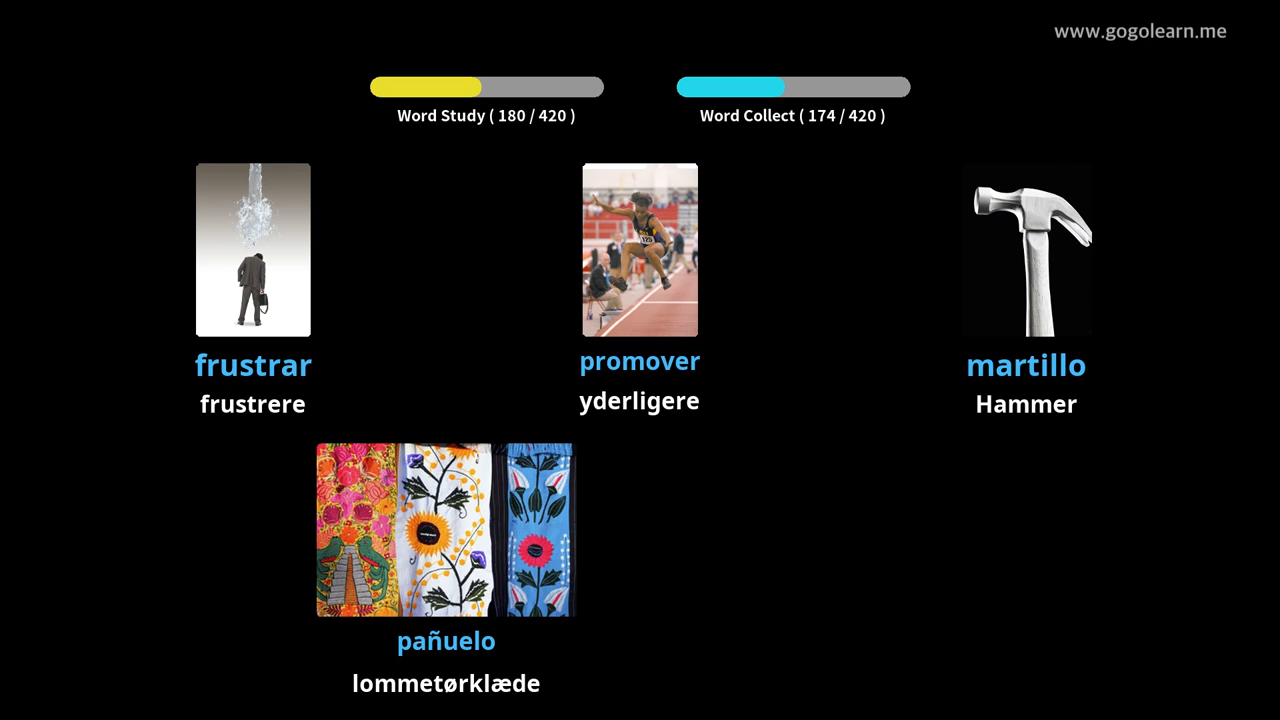 www.gogolearn.me
Word Study ( 180 / 420 )
Word Collect ( 174 / 420 )
frustrar
frustrere
promover
yderligere
martillo
Hammer
pañuelo
lommetørklæde